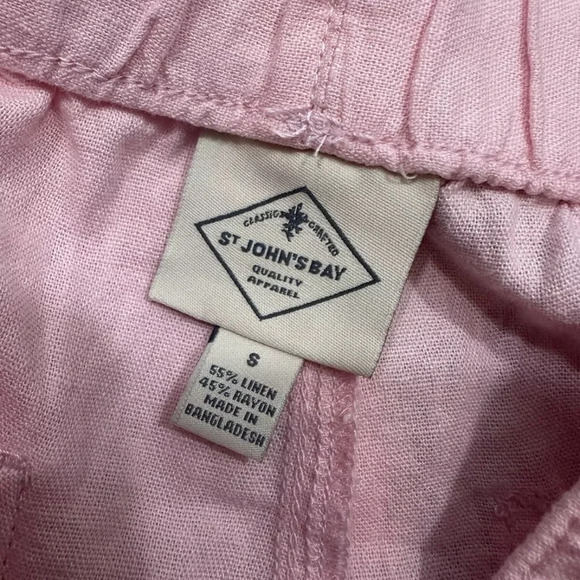 CLASSIC CRAFTED
ST JOHN'S BAY
QUALITY
APPAREL
S
55% LINEN
45% RAYON
MADE IN
BANGLADESH